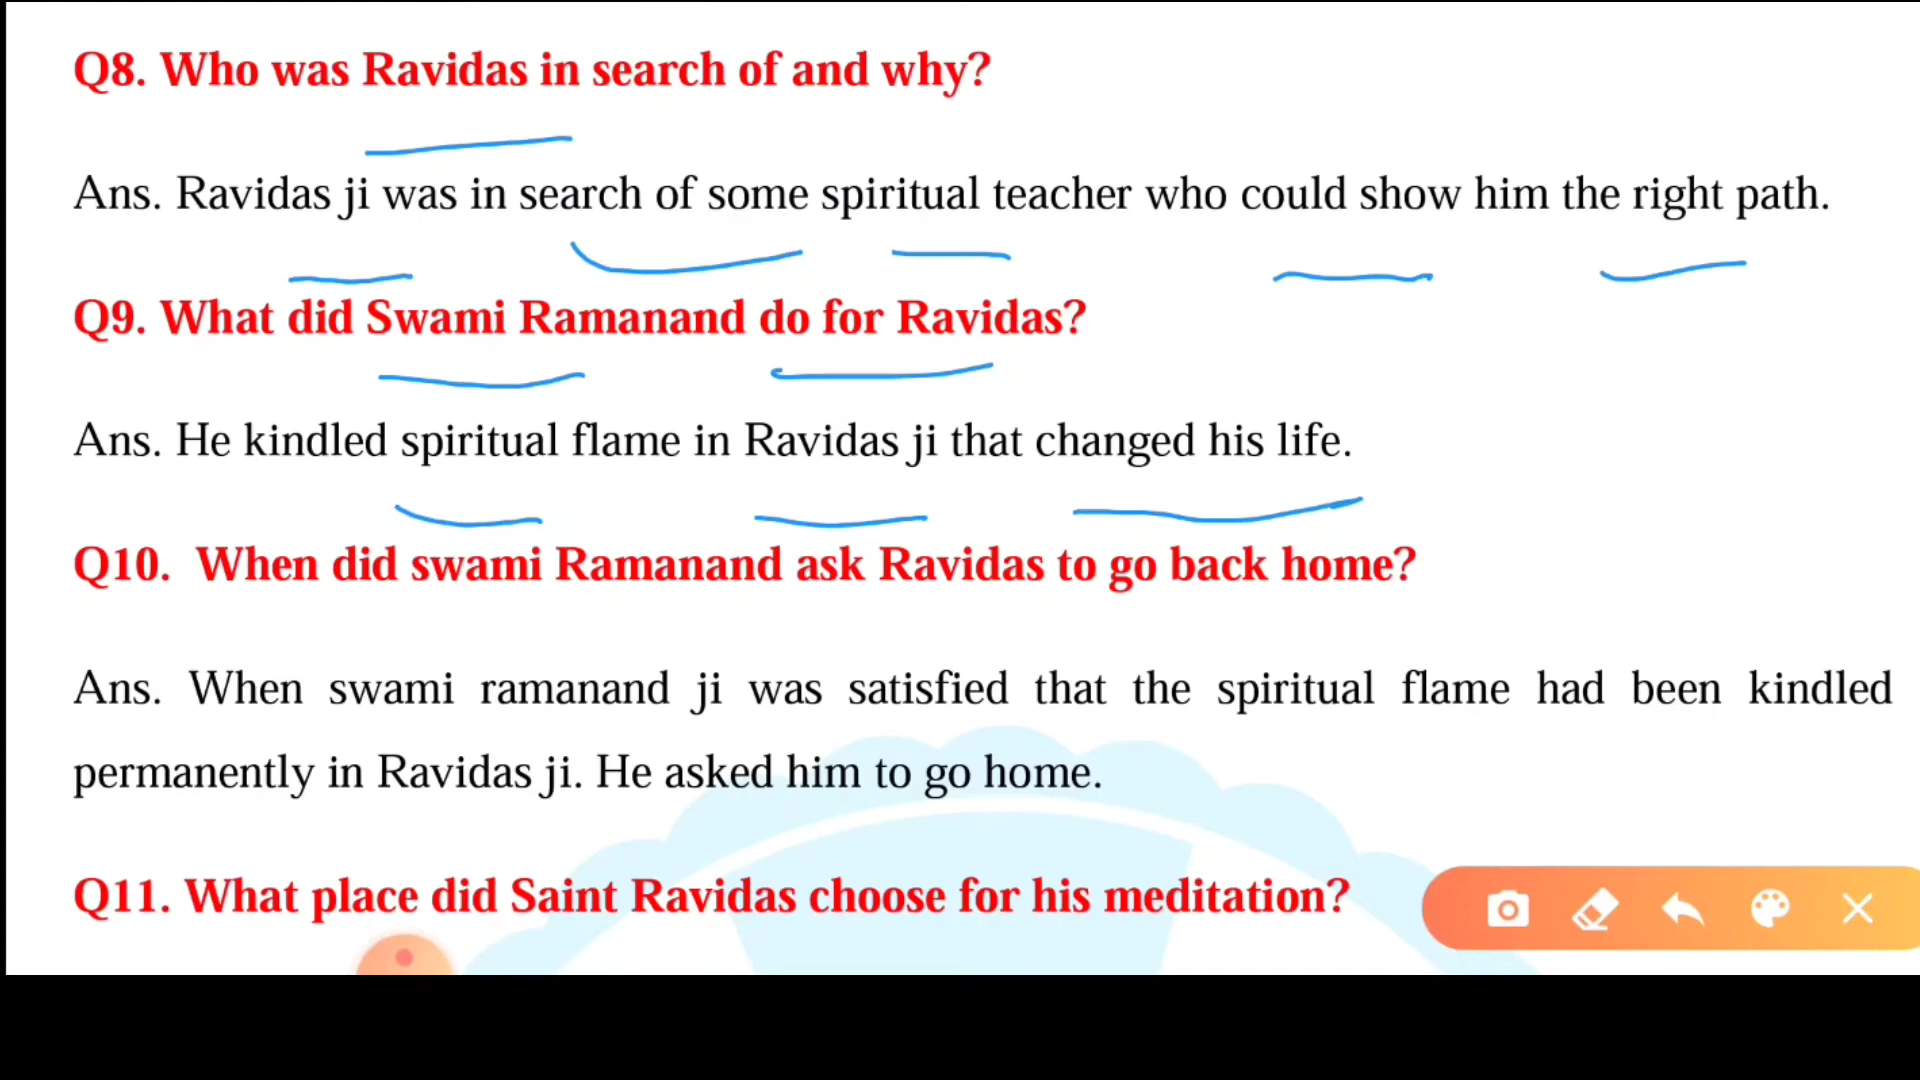 Q8. Who was Ravidas in search of and why?
Ans. Ravidas ji was in search of some spiritual teacher who could show him the right path.
Q9. What did Swami Ramanand do for Ravidas?
Ans. He kindled spiritual flame in Ravidas ji that changed his life.
Q10. When did swami Ramanand ask Ravidas to go back home?
Ans. When swami ramanand ji was satisfied that the spiritual flame had been kindled
permanently in Ravidas ji. He asked him to go home.
Q11. What place did Saint Ravidas choose for his meditation?